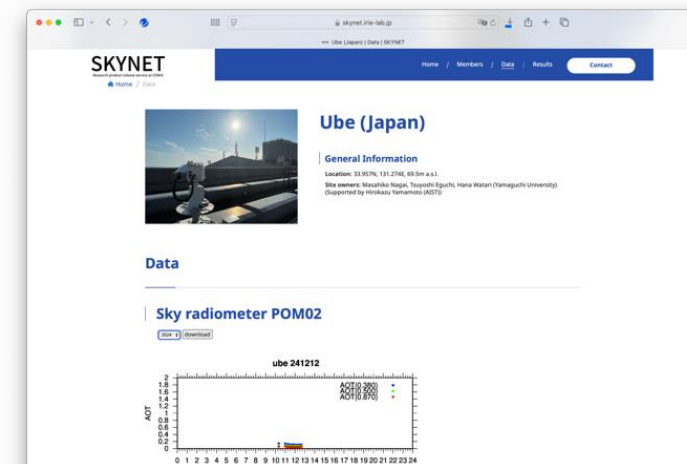 skynet.irie-lab.jp
Ube (Japan) | Data | SKYNET
SKYNET
Home / Members / Data / Results
Contact
Home / Data
Ube (Japan)
General Information
Location: 33.957N, 131.274E, 69.5m a.s.l.
Site owners: Masahiko Nagai, Tsuyoshi Eguchi, Hana Watari (Yamaguchi University)
(Supported by Hirokazu Yamamoto (AIST))
Data
Sky radiometer POM02
2024
download
ube 241212
AOT(0.380)
AOT(0.500)
AOT(0.870)
AOT
2
1.8
1.6
1.4
1.2
1
0.8
0.6
0.4
0.2
0
0 1 2 3 4 5 6 7 8 9 10 11 12 13 14 15 16 17 18 19 20 21 22 23 24